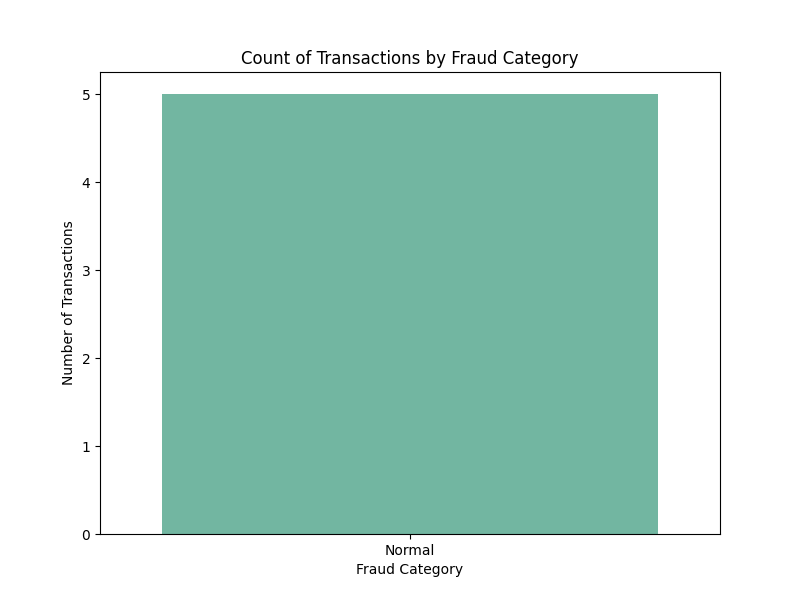 Count of Transactions by Fraud Category
5
4
3
2
1
0
Number of Transactions
Normal
Fraud Category